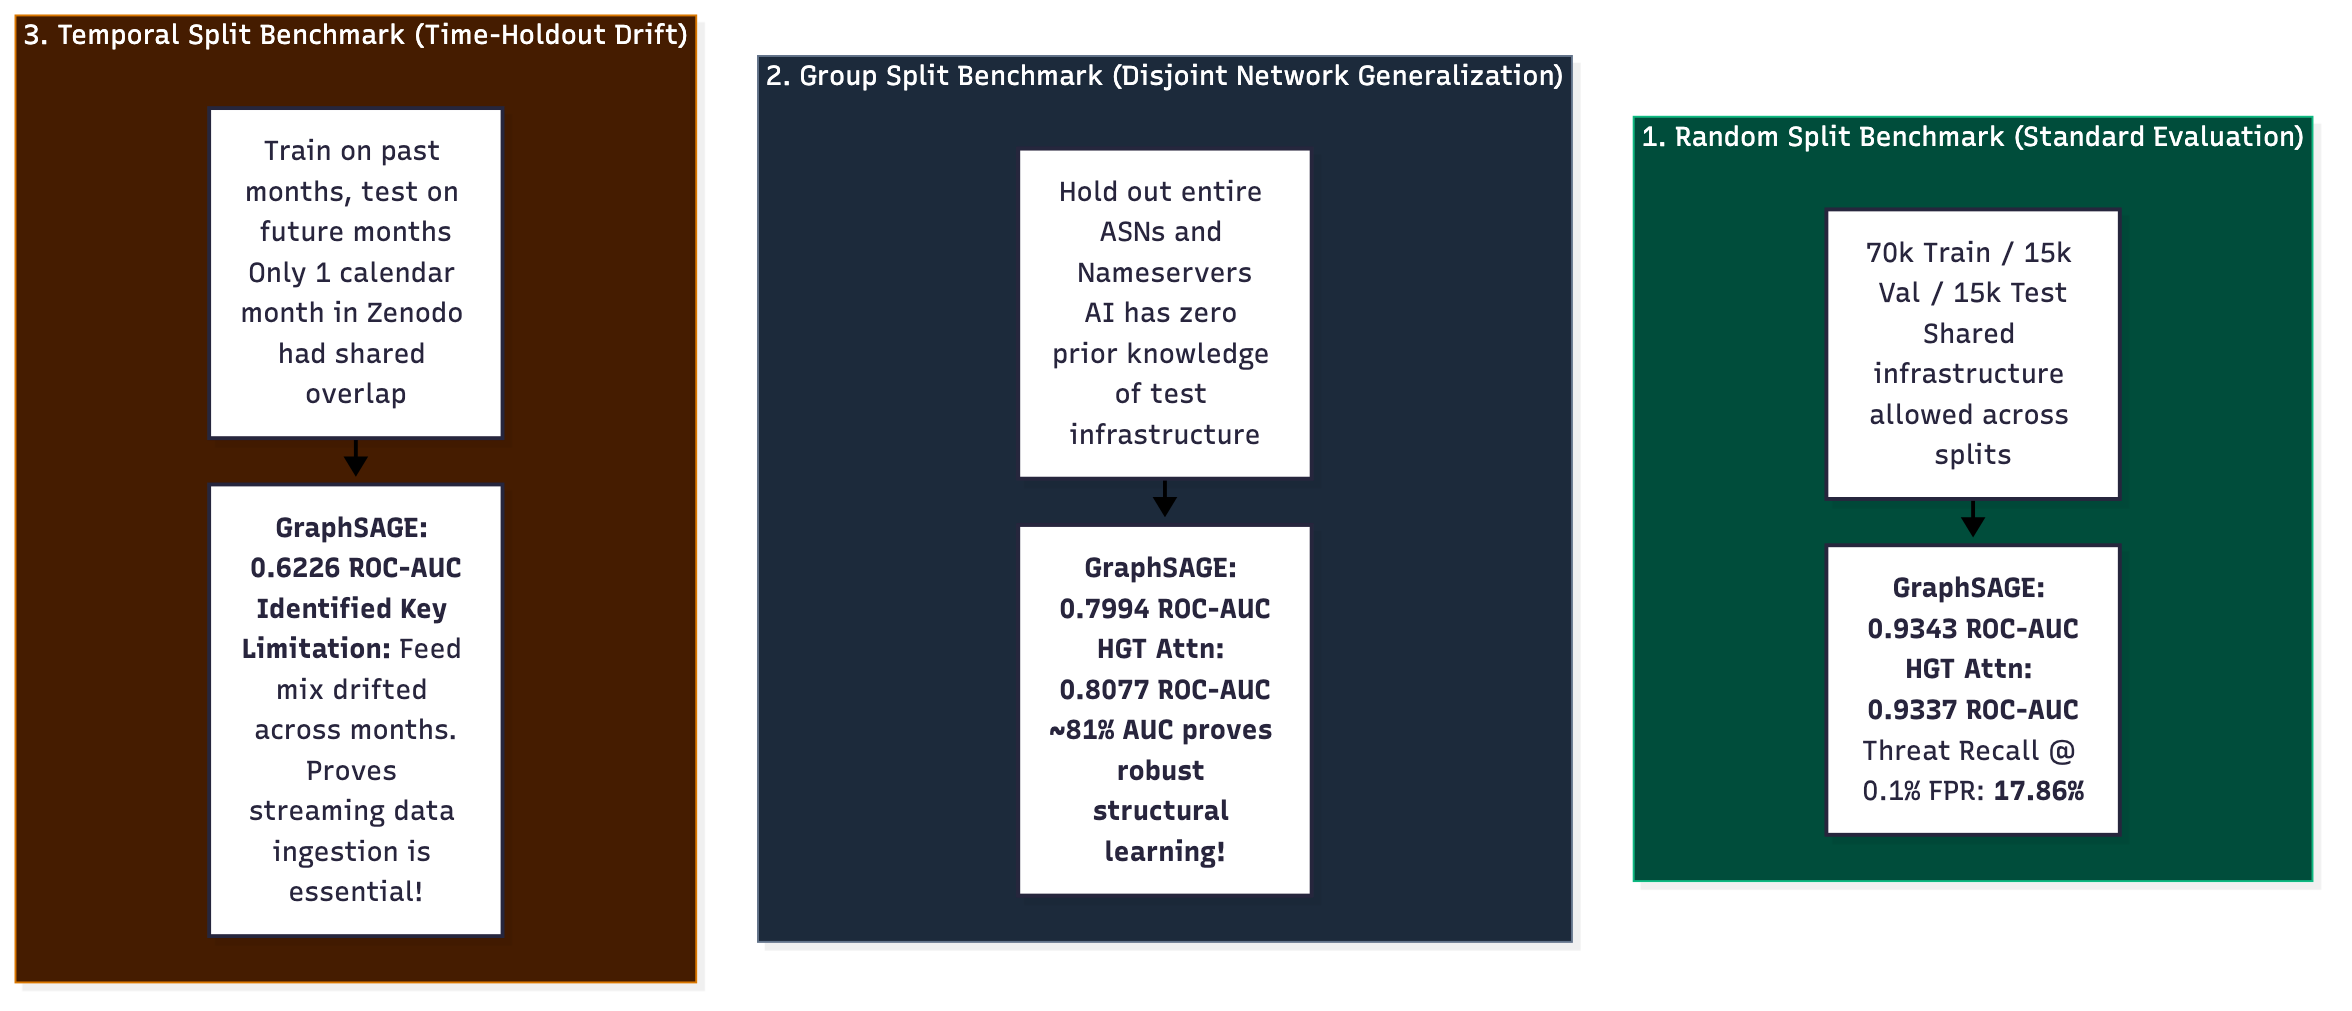 3. Temporal Split Benchmark (Time-Holdout Drift)
Train on past
months, test on
future months
Only 1 calendar
month in Zenodo
had shared
overlap
GraphSAGE:
0.6226 ROC-AUC
Identified Key
Limitation: Feed
mix drifted
across months.
Proves
streaming data
ingestion is
essential!
2. Group Split Benchmark (Disjoint Network Generalization)
Hold out entire
ASNs and
Nameservers
AI has zero
prior knowledge
of test
infrastructure
GraphSAGE:
0.7994 ROC-AUC
HGT Attn:
0.8077 ROC-AUC
~81% AUC proves
robust
structural
learning!
1. Random Split Benchmark (Standard Evaluation)
70k Train / 15k
Val / 15k Test
Shared
infrastructure
allowed across
splits
GraphSAGE:
0.9343 ROC-AUC
HGT Attn:
0.9337 ROC-AUC
Threat Recall @
0.1% FPR: 17.86%